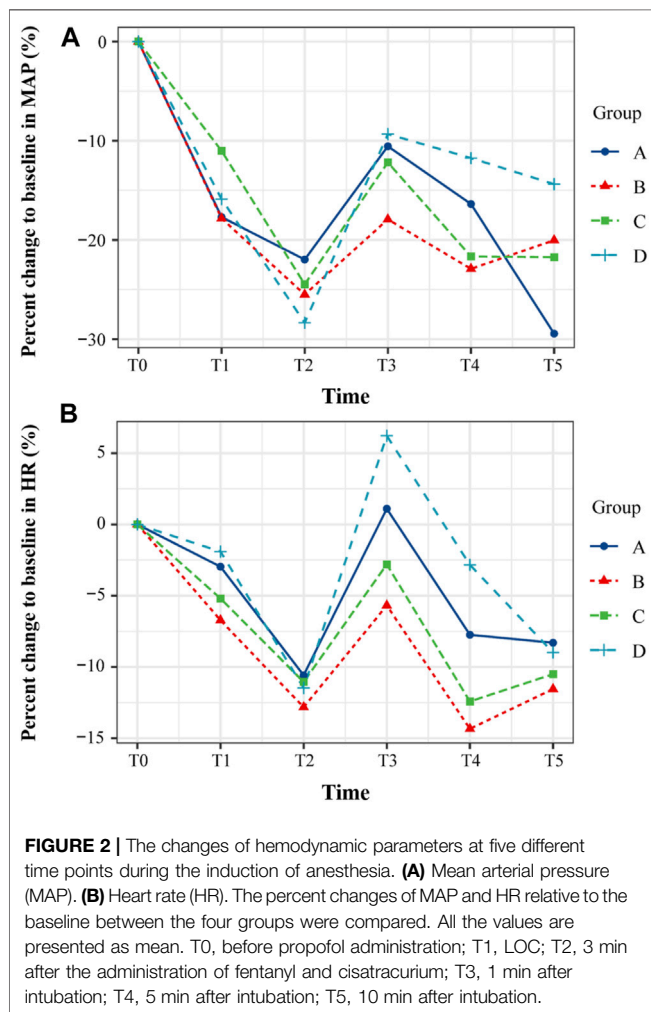 A
Percent change to baseline in MAP (%)
0
−10
−20
−30
T0 T1 T2 T3 T4 T5
Time
Group
A
B
C
D
B
Percent change to baseline in HR (%)
5
0
−5
−10
−15
T0 T1 T2 T3 T4 T5
Time
Group
A
B
C
D
FIGURE 2 | The changes of hemodynamic parameters at five different
time points during the induction of anesthesia. (A) Mean arterial pressure
(MAP). (B) Heart rate (HR). The percent changes of MAP and HR relative to the
baseline between the four groups were compared. All the values are
presented as mean. T0, before propofol administration; T1, LOC; T2, 3 min
after the administration of fentanyl and cisatracurium; T3, 1 min after
intubation; T4, 5 min after intubation; T5, 10 min after intubation.